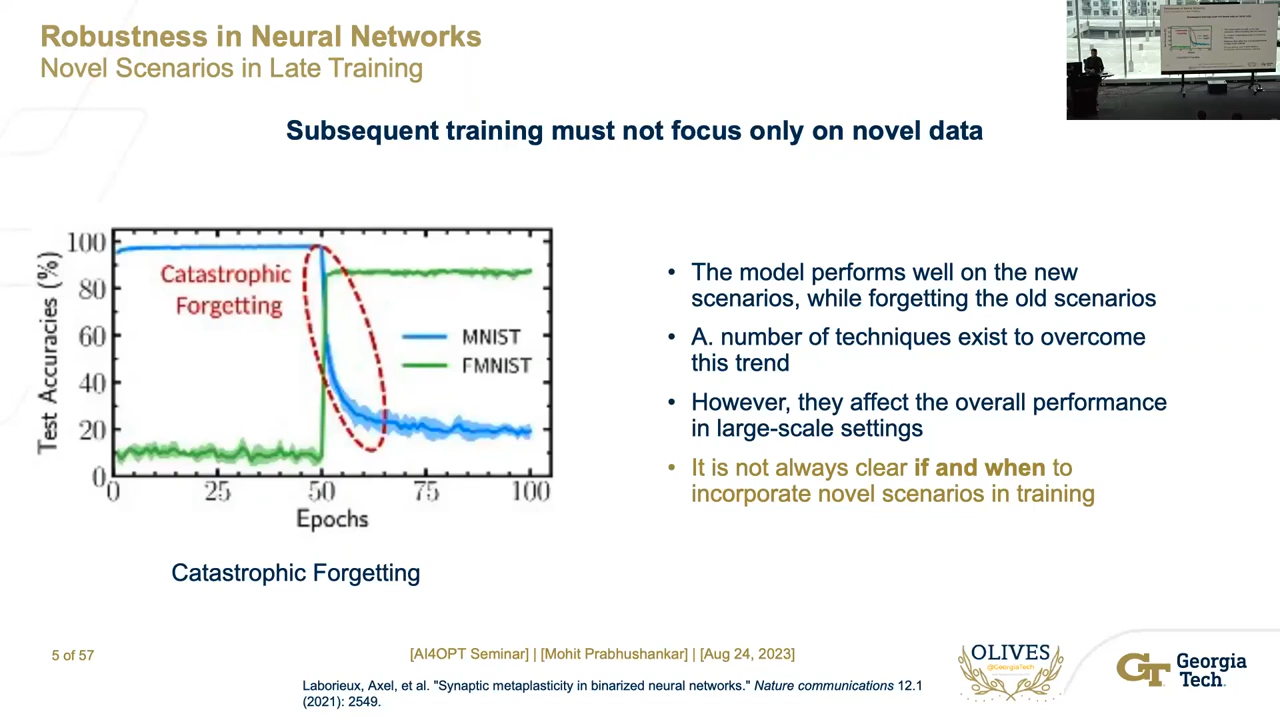 Robustness in Neural Networks
Novel Scenarios in Late Training
Subsequent training must not focus only on novel data
Test Accuracies (%)
100
80
60
40
20
0
Catastrophic
Forgetting
MNIST
FMNIST
0 25 50 75 100
Epochs
Catastrophic Forgetting
• The model performs well on the new
scenarios, while forgetting the old scenarios
• A. number of techniques exist to overcome
this trend
• However, they affect the overall performance
in large-scale settings
• It is not always clear if and when to
incorporate novel scenarios in training
5 of 57
[AI4OPT Seminar] | [Mohit Prabhushankar] | [Aug 24, 2023]
Laborieux, Axel, et al. "Synaptic metaplasticity in binarized neural networks." Nature communications 12.1
(2021): 2549.
OLIVES
@GeorgiaTech
GT Georgia
Tech